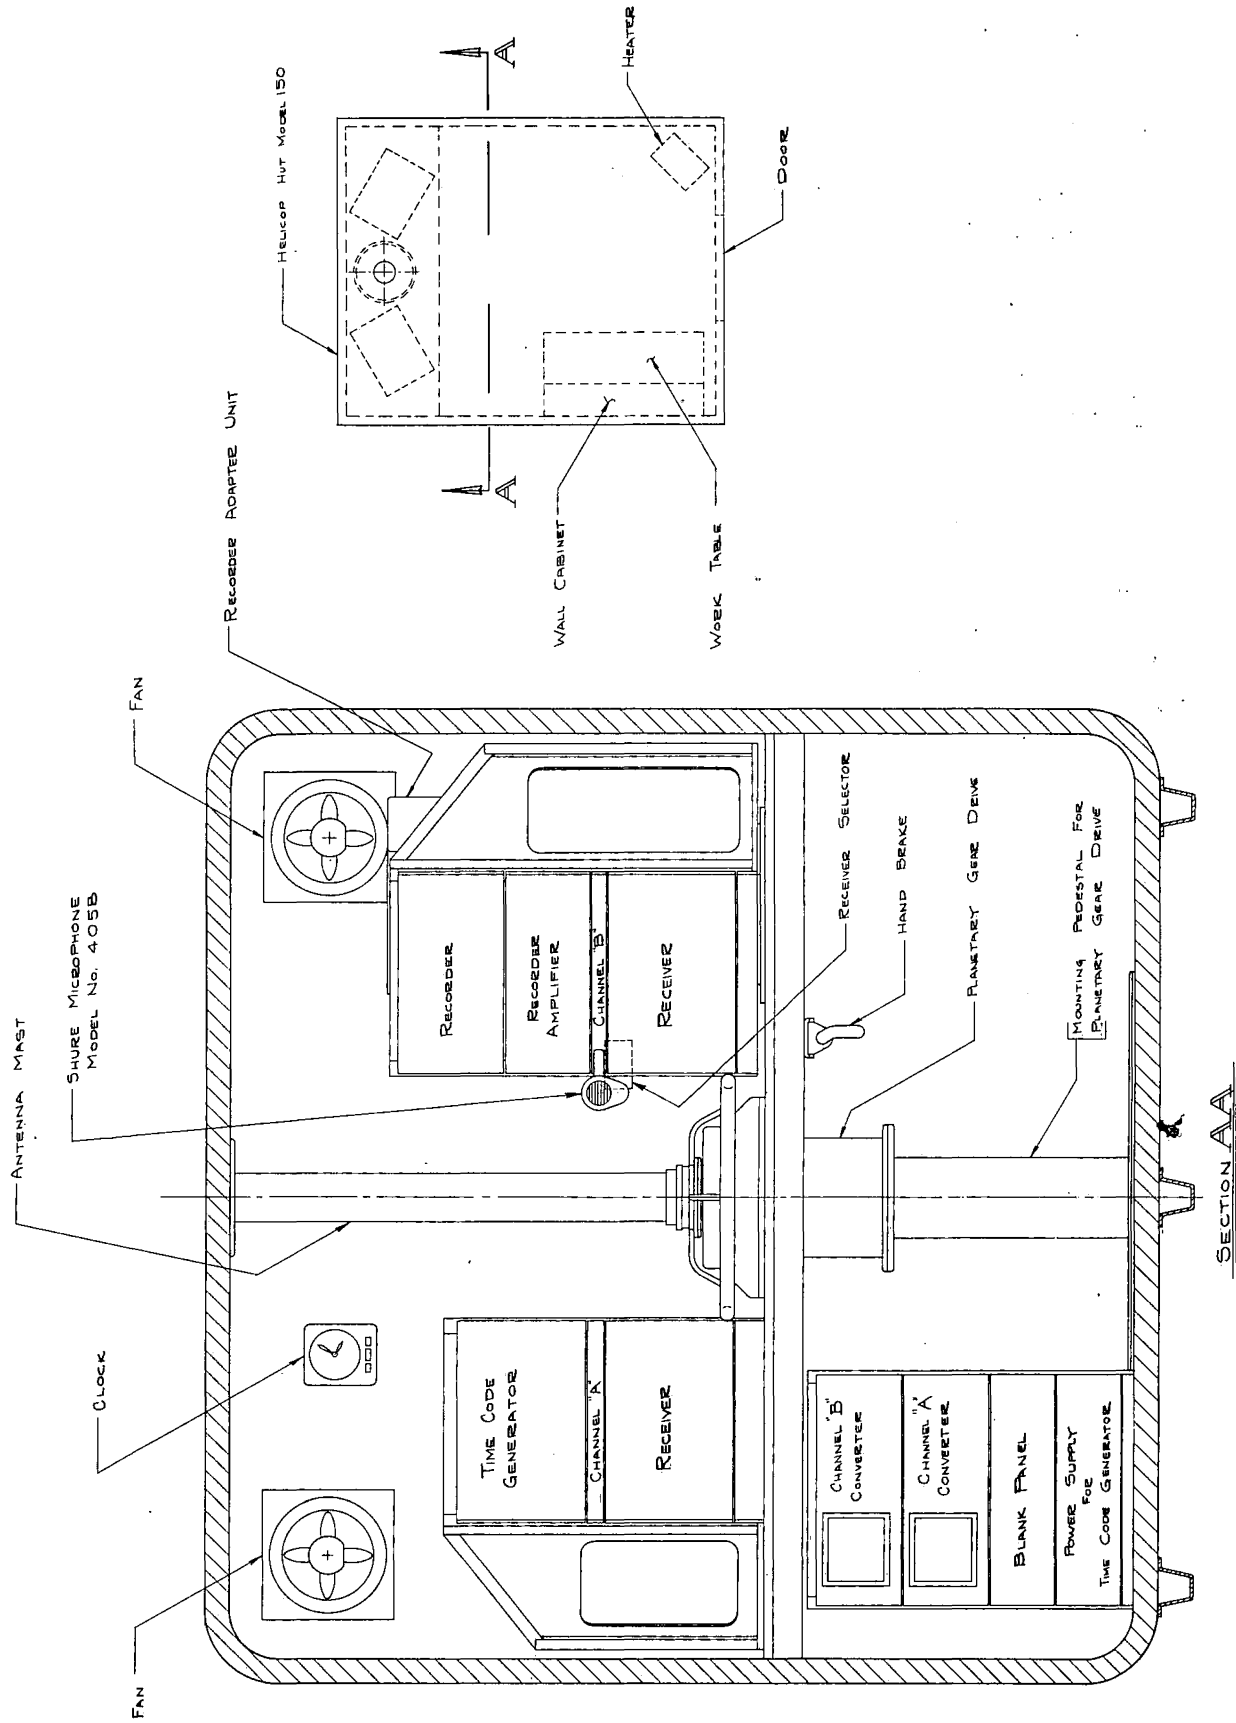 FAN
CLOCK
ANTENNA MAST
SHURE MICROPHONE
MODEL No. 405B
FAN
RECORDER ADAPTER UNIT
TIME CODE
GENERATOR
CHANNEL "A"
RECEIVER
RECORDER
RECORDER
AMPLIFIER
CHANNEL "B"
RECEIVER
CHANNEL "B"
CONVERTER
CHANNEL "A"
CONVERTER
BLANK PANEL
POWER SUPPLY
FOR
TIME CODE GENERATOR
RECEIVER SELECTOR
HAND BRAKE
PLANETARY GEAR DRIVE
MOUNTING PEDESTAL FOR
PLANETARY GEAR DRIVE
SECTION AA
HELICOP HUT MODEL 150
A
A
HEATER
WALL CABINET
WORK TABLE
DOOR